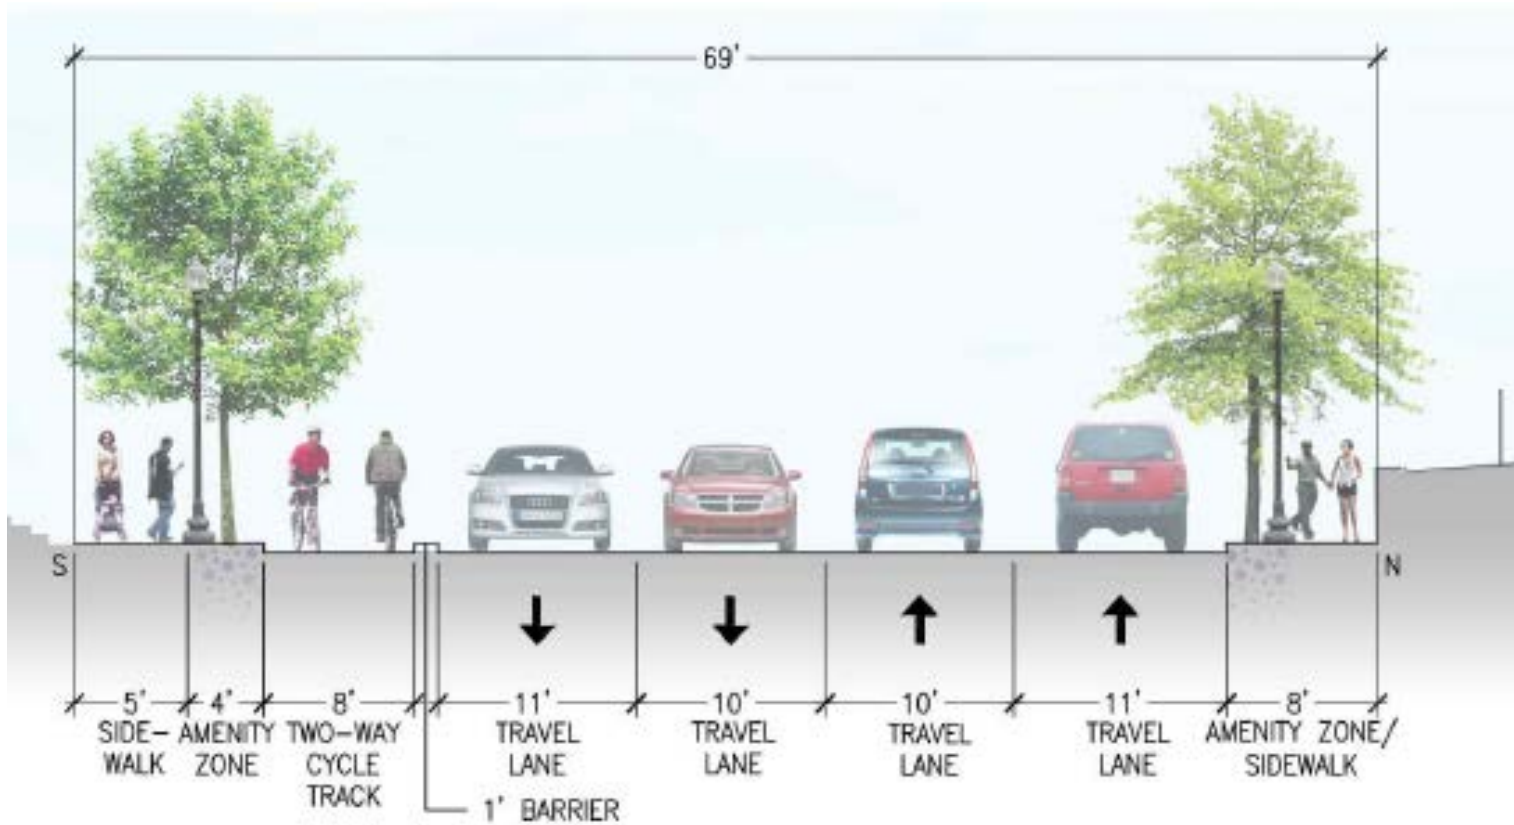 69'
S
N
5'
SIDE-
WALK
4'
AMENITY
ZONE
8'
TWO-WAY
CYCLE
TRACK
1' BARRIER
11'
TRAVEL
LANE
10'
TRAVEL
LANE
10'
TRAVEL
LANE
11'
TRAVEL
LANE
8'
AMENITY ZONE/
SIDEWALK